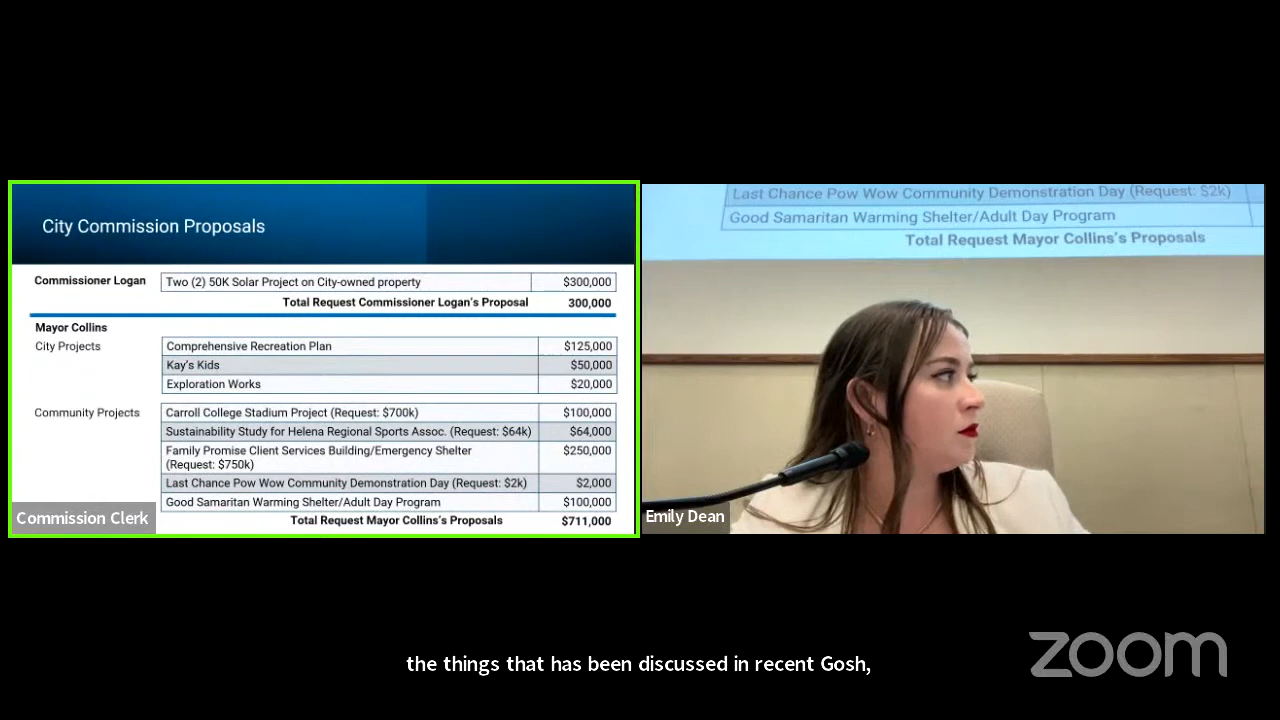 City Commission Proposals
Commissioner Logan
Two (2) 50K Solar Project on City-owned property $300,000
Total Request Commissioner Logan's Proposal 300,000
Mayor Collins
City Projects
Comprehensive Recreation Plan $125,000
Kay's Kids $50,000
Exploration Works $20,000
Community Projects
Carroll College Stadium Project (Request: $700k) $100,000
Sustainability Study for Helena Regional Sports Assoc. (Request: $64k) $64,000
Family Promise Client Services Building/Emergency Shelter $250,000
(Request: $750k)
Last Chance Pow Wow Community Demonstration Day (Request: $2k) $2,000
Good Samaritan Warming Shelter/Adult Day Program $100,000
Total Request Mayor Collins's Proposals $711,000
Commission Clerk
Last Chance Pow Wow Community Demonstration Day (Request: $2k)
Good Samaritan Warming Shelter/Adult Day Program
Total Request Mayor Collins's Proposals
Emily Dean
the things that has been discussed in recent Gosh,
zoom